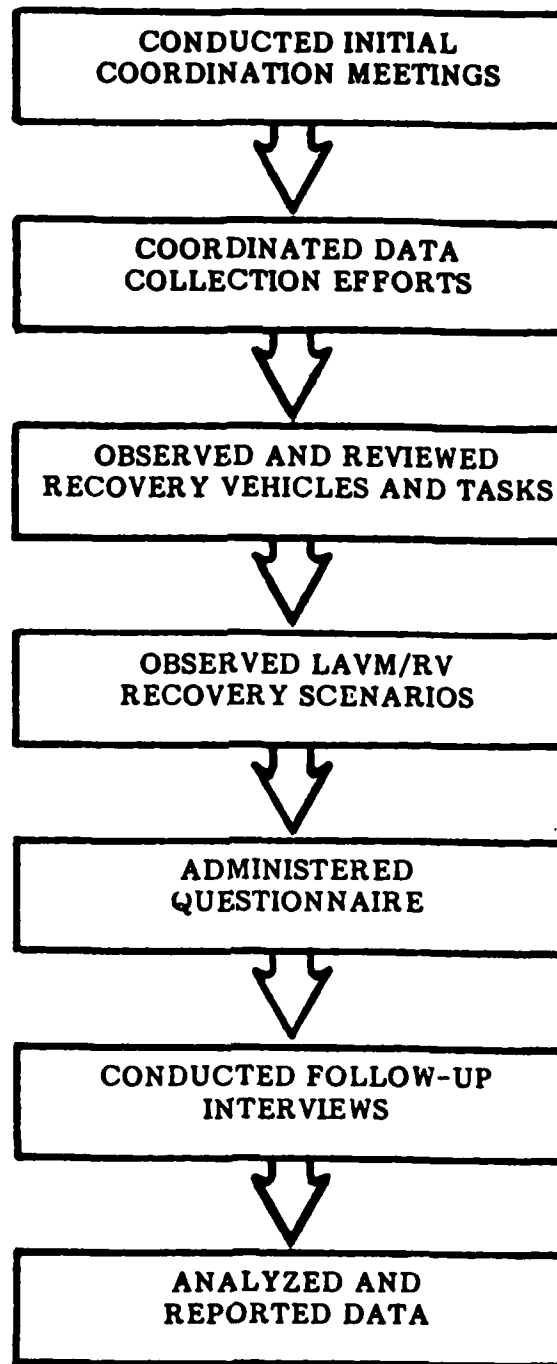 CONDUCTED INITIAL
COORDINATION MEETINGS
COORDINATED DATA
COLLECTION EFFORTS
OBSERVED AND REVIEWED
RECOVERY VEHICLES AND TASKS
OBSERVED LAVM/RV
RECOVERY SCENARIOS
ADMINISTERED
QUESTIONNAIRE
CONDUCTED FOLLOW-UP
INTERVIEWS
ANALYZED AND
REPORTED DATA